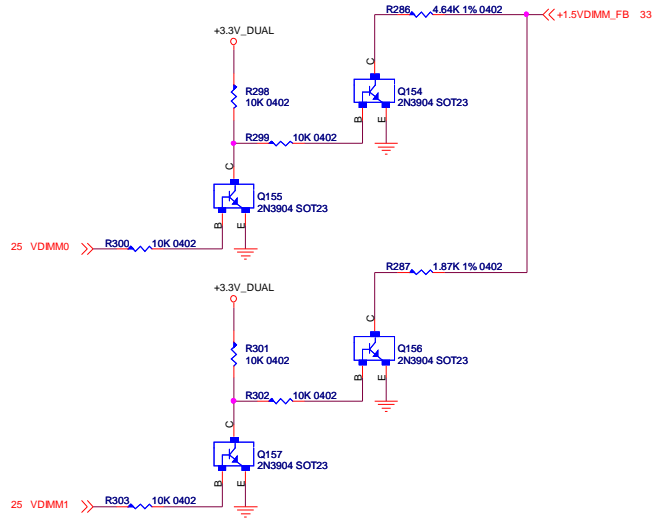 R286 4.64K 1% 0402
+1.5VDIMM_FB 33
+3.3V_DUAL
C
R298
10K 0402
Q154
2N3904 SOT23
B E
R299 10K 0402
C
Q155
2N3904 SOT23
B E
25 VDIMM0 R300 10K 0402
R287 1.87K 1% 0402
+3.3V_DUAL
C
R301
10K 0402
Q156
2N3904 SOT23
B E
R302 10K 0402
C
Q157
2N3904 SOT23
B E
25 VDIMM1 R303 10K 0402